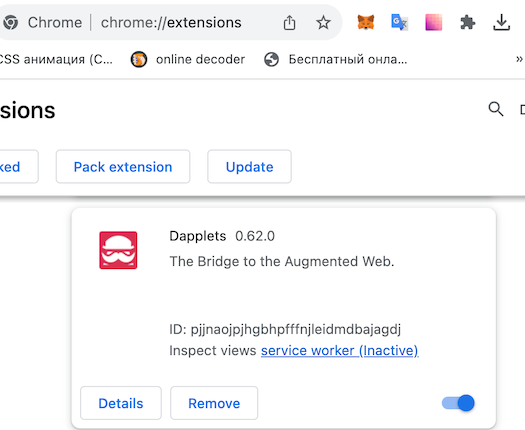 Chrome | chrome://extensions
CSS анимация (С... online decoder Бесплатный онла... »
sions
ked Pack extension Update
Dapplets 0.62.0
The Bridge to the Augmented Web.
ID: pjjnaojpjhgbhpfffnjleidmdbajagdj
Inspect views service worker (Inactive)
Details Remove